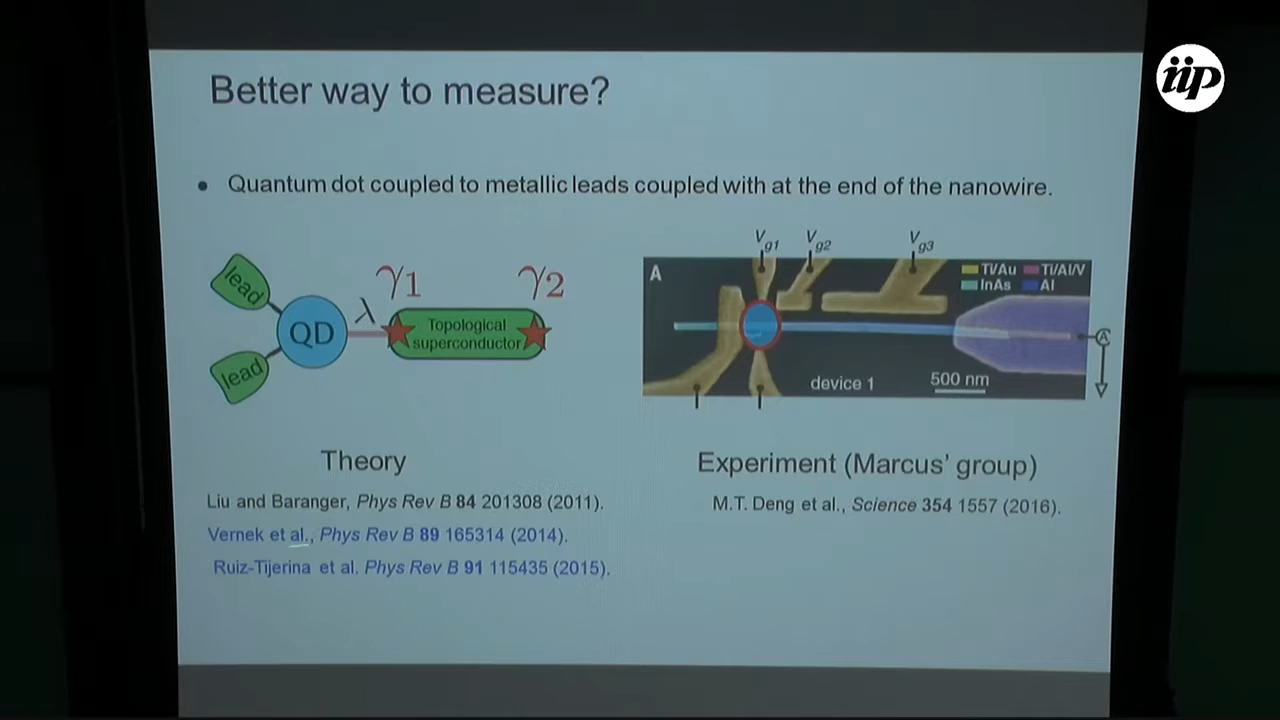 iip
Better way to measure?
• Quantum dot coupled to metallic leads coupled with at the end of the nanowire.
lead
lead
QD
λ
γ1
γ2
Topological
superconductor
A
Vg1
Vg2
Vg3
Ti/Au
Ti/Al/V
InAs
Al
device 1
500 nm
A
Theory
Liu and Baranger, Phys Rev B 84 201308 (2011).
Vernek et al., Phys Rev B 89 165314 (2014).
Ruiz-Tijerina et al. Phys Rev B 91 115435 (2015).
Experiment (Marcus' group)
M.T. Deng et al., Science 354 1557 (2016).